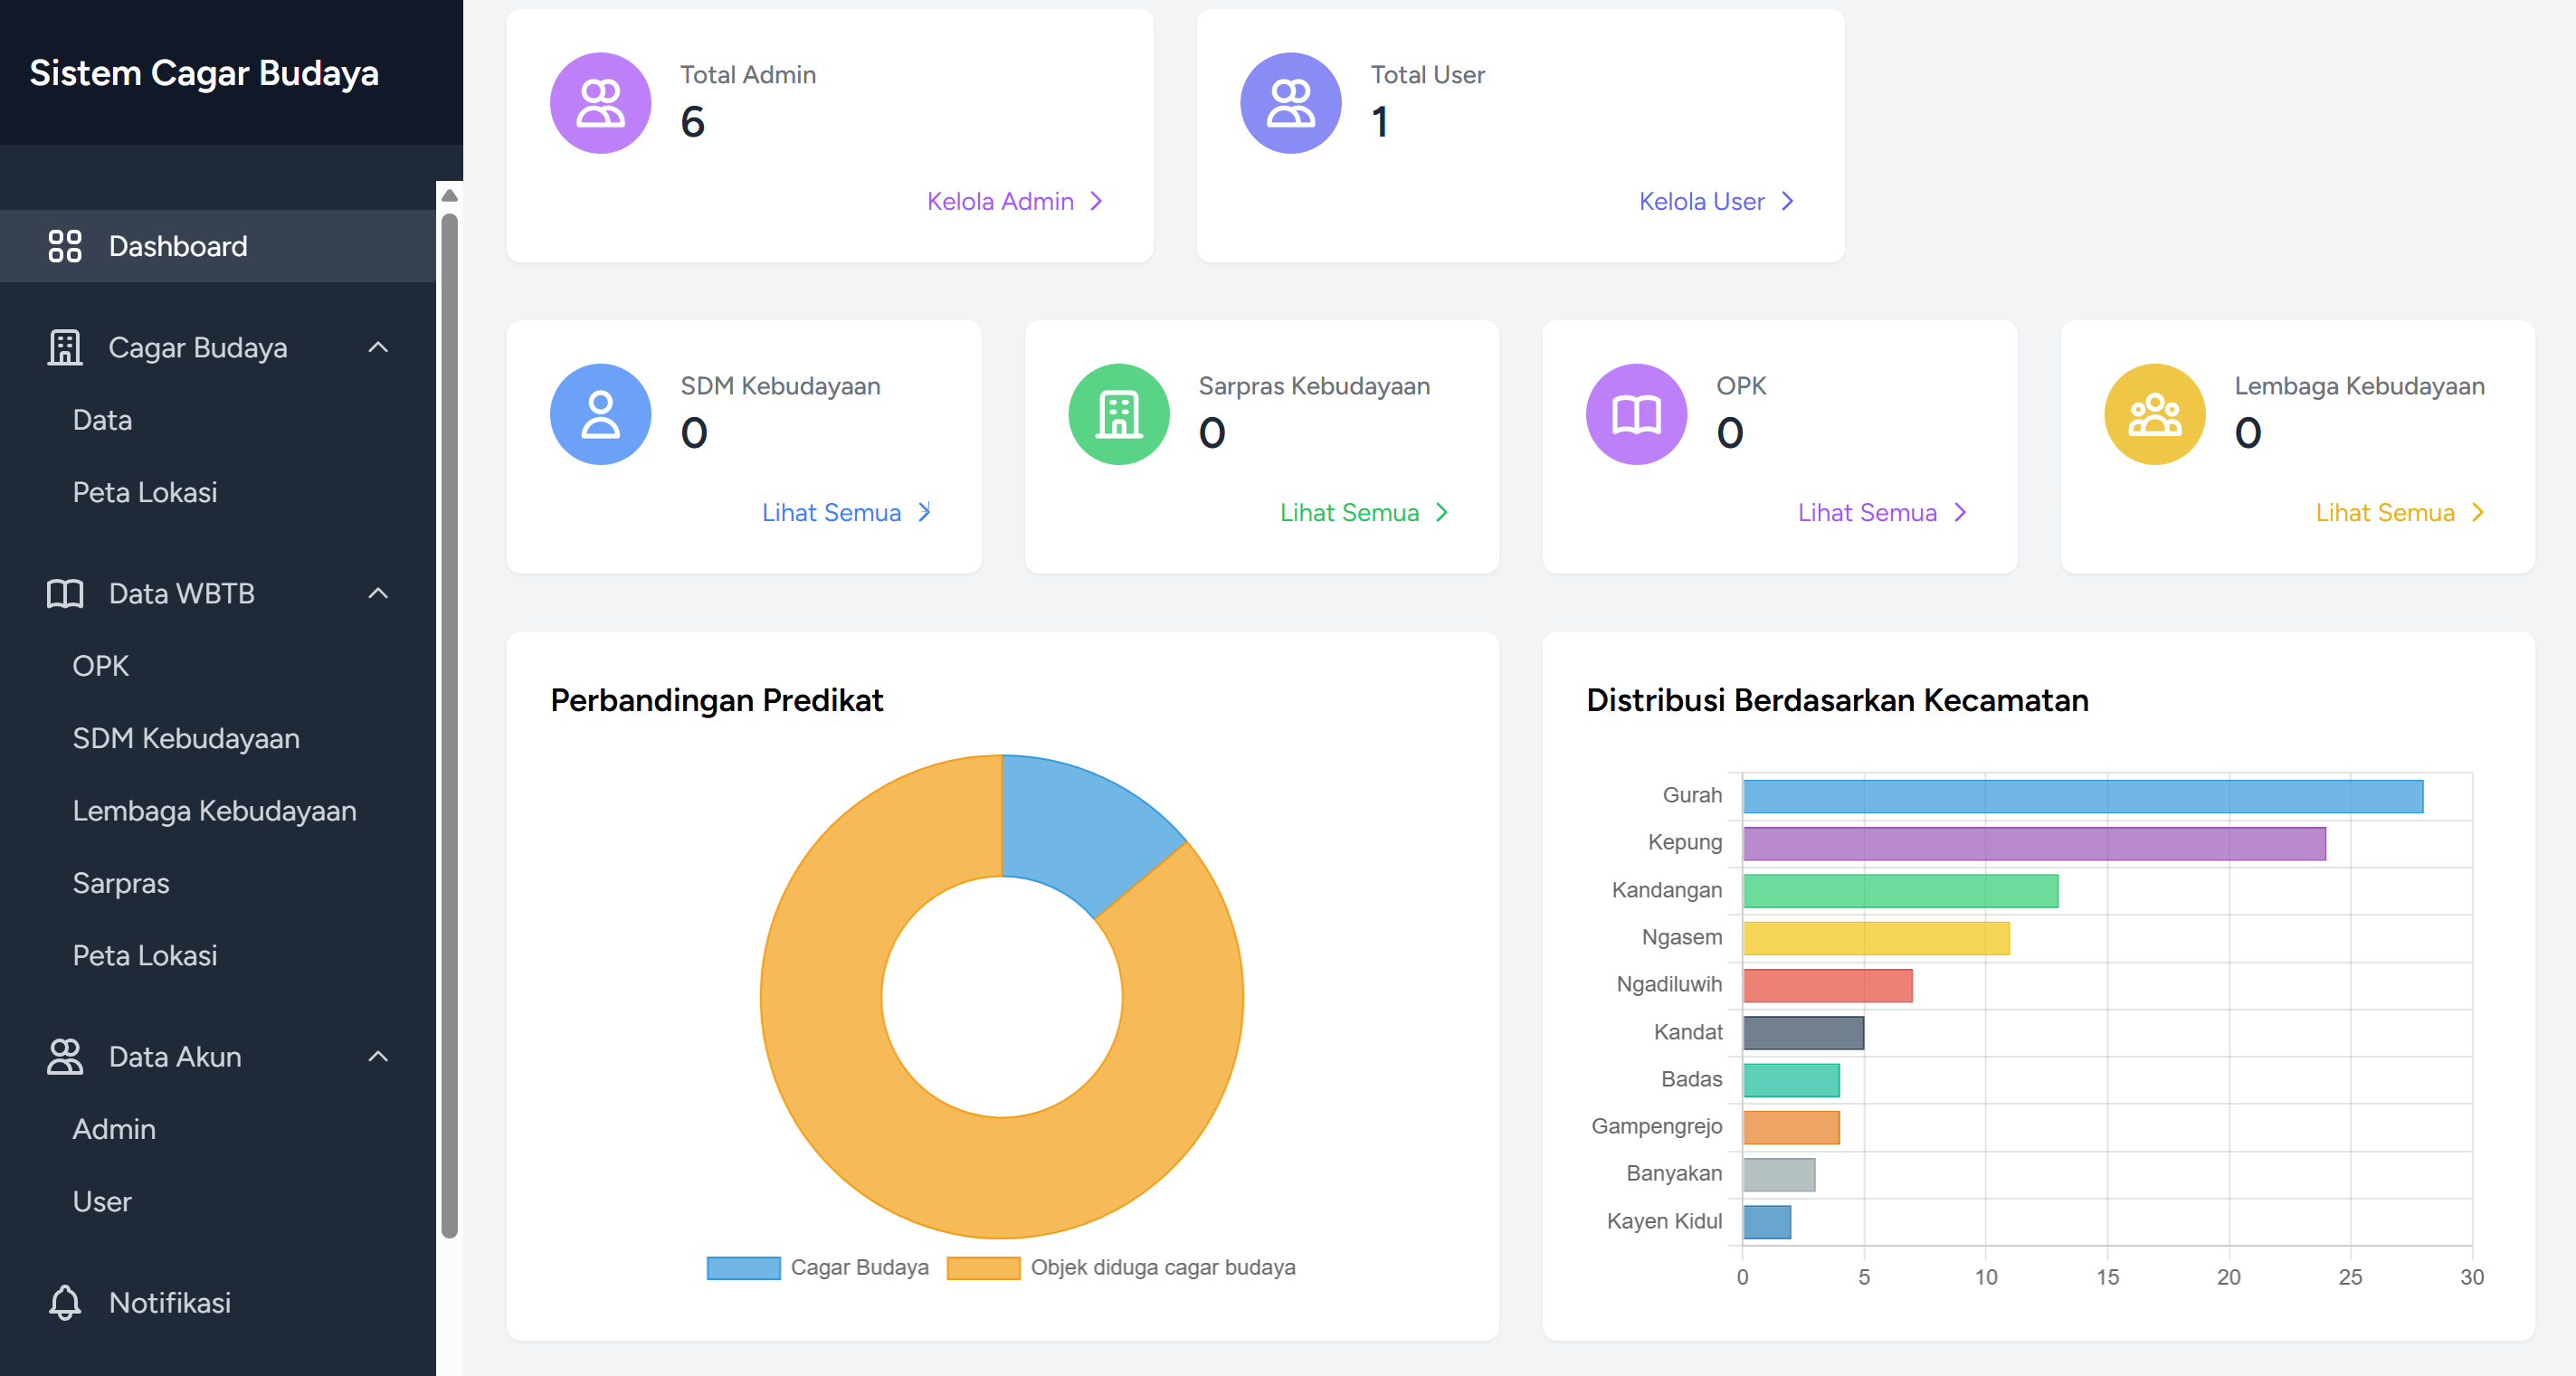 Sistem Cagar Budaya
Dashboard
Cagar Budaya
Data
Peta Lokasi
Data WBTB
OPK
SDM Kebudayaan
Lembaga Kebudayaan
Sarpras
Peta Lokasi
Data Akun
Admin
User
Notifikasi
Total Admin
6
Kelola Admin
Total User
1
Kelola User
SDM Kebudayaan
0
Lihat Semua
Sarpras Kebudayaan
0
Lihat Semua
OPK
0
Lihat Semua
Lembaga Kebudayaan
0
Lihat Semua
Perbandingan Predikat
Cagar Budaya
Objek diduga cagar budaya
Distribusi Berdasarkan Kecamatan
Gurah
Kepung
Kandangan
Ngasem
Ngadiluwih
Kandat
Badas
Gampengrejo
Banyakan
Kayen Kidul
0 5 10 15 20 25 30